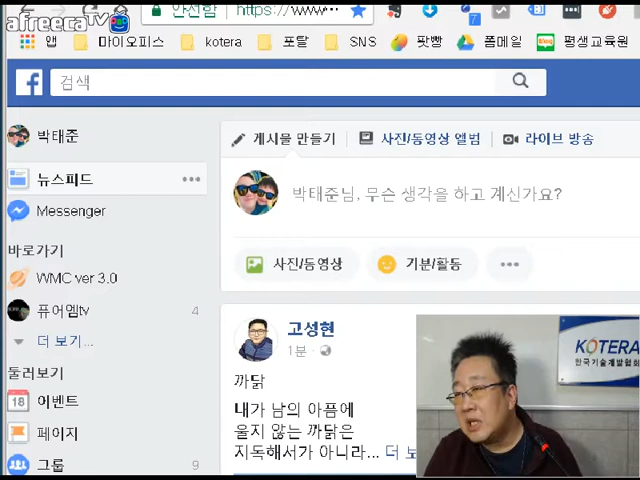 afreecaTV
안전함
https://www...
7
앱
마이오피스
kotera
포탈
SNS
팟빵
폼메일
평생교육원
f
검색
박태준
게시물 만들기
사진/동영상 앨범
라이브 방송
뉴스피드
박태준님, 무슨 생각을 하고 계신가요?
Messenger
바로가기
WMC ver 3.0
사진/동영상
기분/활동
퓨어엠tv
4
더 보기...
고성현
1분
둘러보기
까닭
18
이벤트
내가 남의 아픔에
페이지
울지 않는 까닭은
그룹
9
지독해서가 아니라...
KOTERA
한국기술개발협회